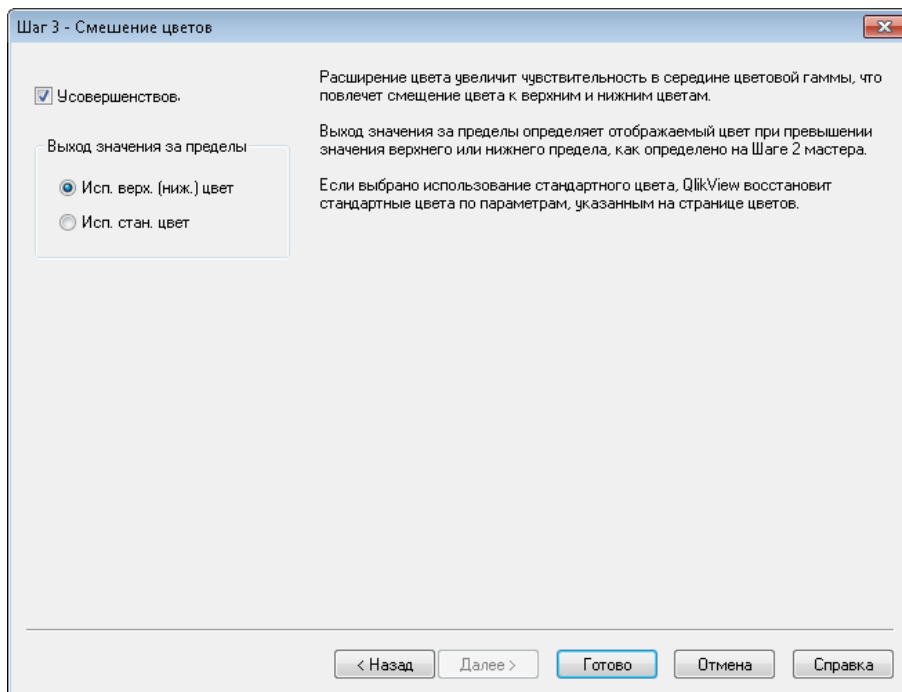 Шаг 3 - Смешение цветов
Усовершенствов.
Выход значения за пределы
Исп. верх. (ниж.) цвет
Исп. стан. цвет
Расширение цвета увеличит чувствительность в середине цветовой гаммы, что
повлечет смещение цвета к верхним и нижним цветам.
Выход значения за пределы определяет отображаемый цвет при превышении
значения верхнего или нижнего предела, как определено на Шаге 2 мастера.
Если выбрано использование стандартного цвета, QlikView восстановит
стандартные цвета по параметрам, указанным на странице цветов.
< Назад
Далее >
Готово
Отмена
Справка